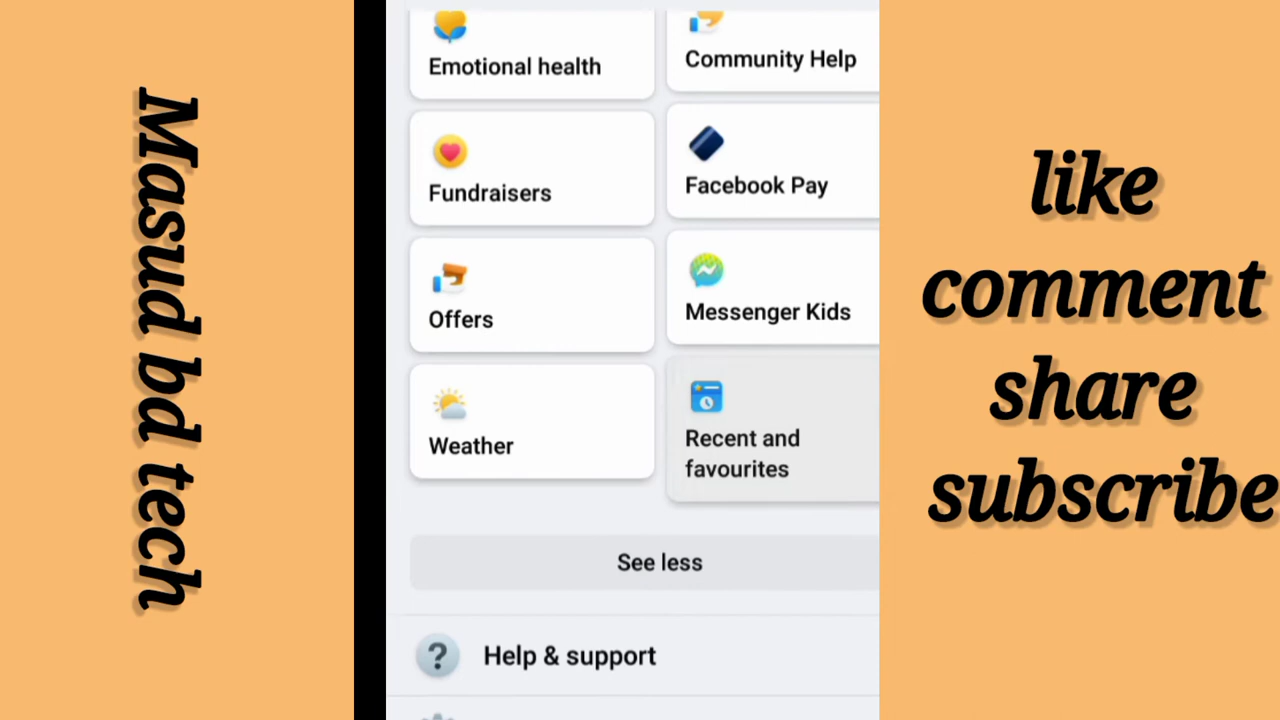 Masud bd tech
Emotional health
Community Help
Fundraisers
Facebook Pay
Offers
Messenger Kids
Weather
Recent and
favourites
See less
? Help & support
like
comment
share
subscribe